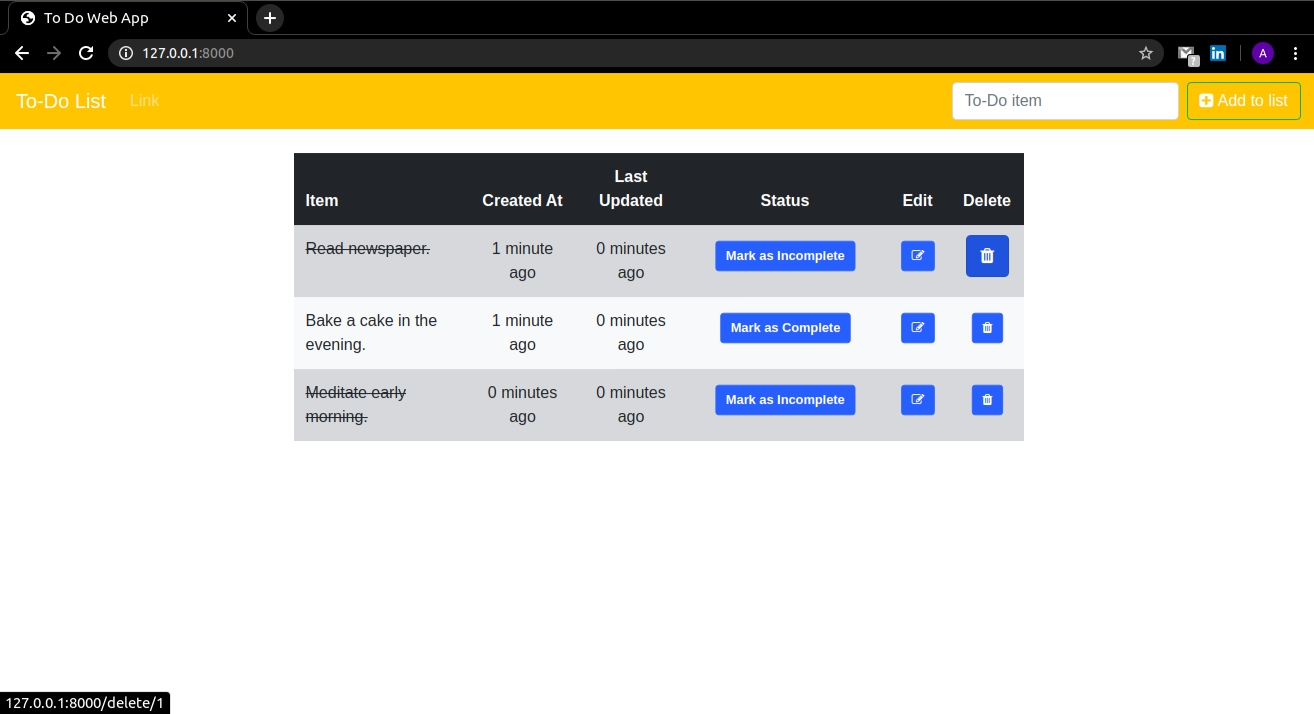 To Do Web App
127.0.0.1:8000
To-Do List Link To-Do item Add to list
Item Created At Last Updated Status Edit Delete
Read newspaper. 1 minute 0 minutes Mark as Incomplete
ago ago
Bake a cake in the 1 minute 0 minutes Mark as Complete
evening. ago ago
Meditate early 0 minutes 0 minutes Mark as Incomplete
morning. ago ago
127.0.0.1:8000/delete/1